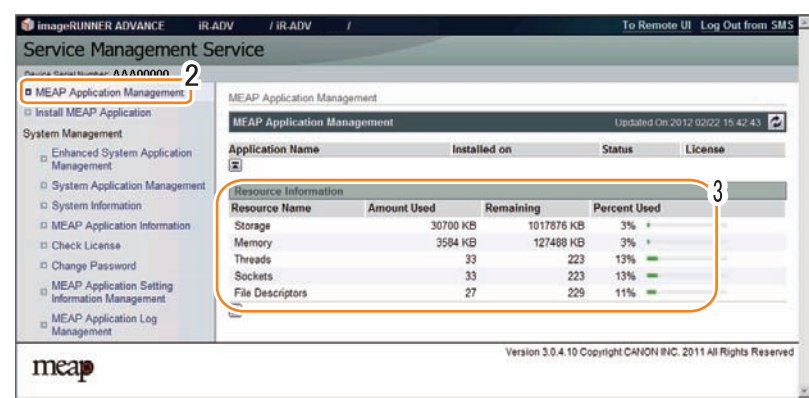 imageRUNNER ADVANCE iR-ADV / iR-ADV / To Remote UI Log Out from SMS
Service Management Service
Device Serial Number: AAA00000
2
MEAP Application Management
Install MEAP Application
System Management
Enhanced System Application
Management
System Application Management
System Information
MEAP Application Information
Check License
Change Password
MEAP Application Setting
Information Management
MEAP Application Log
Management
MEAP Application Management
MEAP Application Management Updated On:2012 02/22 15:42:43
Application Name Installed on Status License
3
Resource Information
Resource Name Amount Used Remaining Percent Used
Storage 30700 KB 1017876 KB 3%
Memory 3584 KB 127488 KB 3%
Threads 33 223 13%
Sockets 33 223 13%
File Descriptors 27 229 11%
meap
Version 3.0.4.10 Copyright CANON INC. 2011 All Rights Reserved